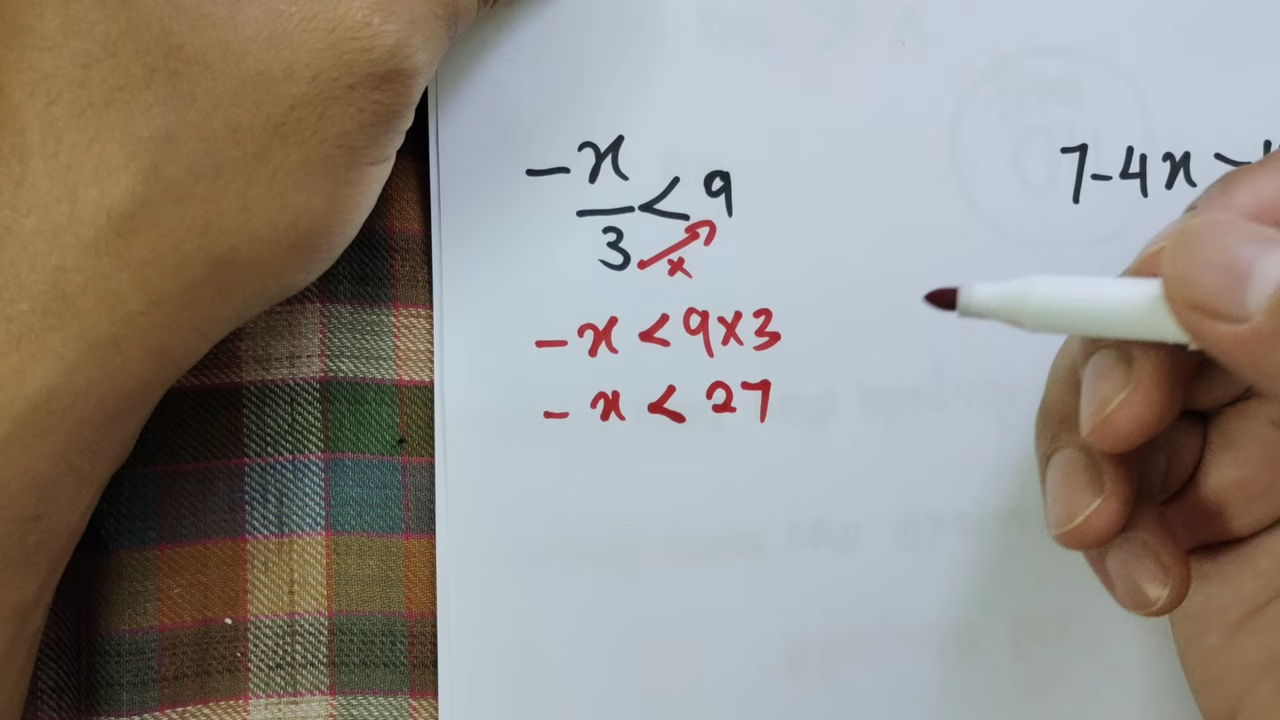 -x/3 < 9
×
-x < 9×3
-x < 27
7-4x >